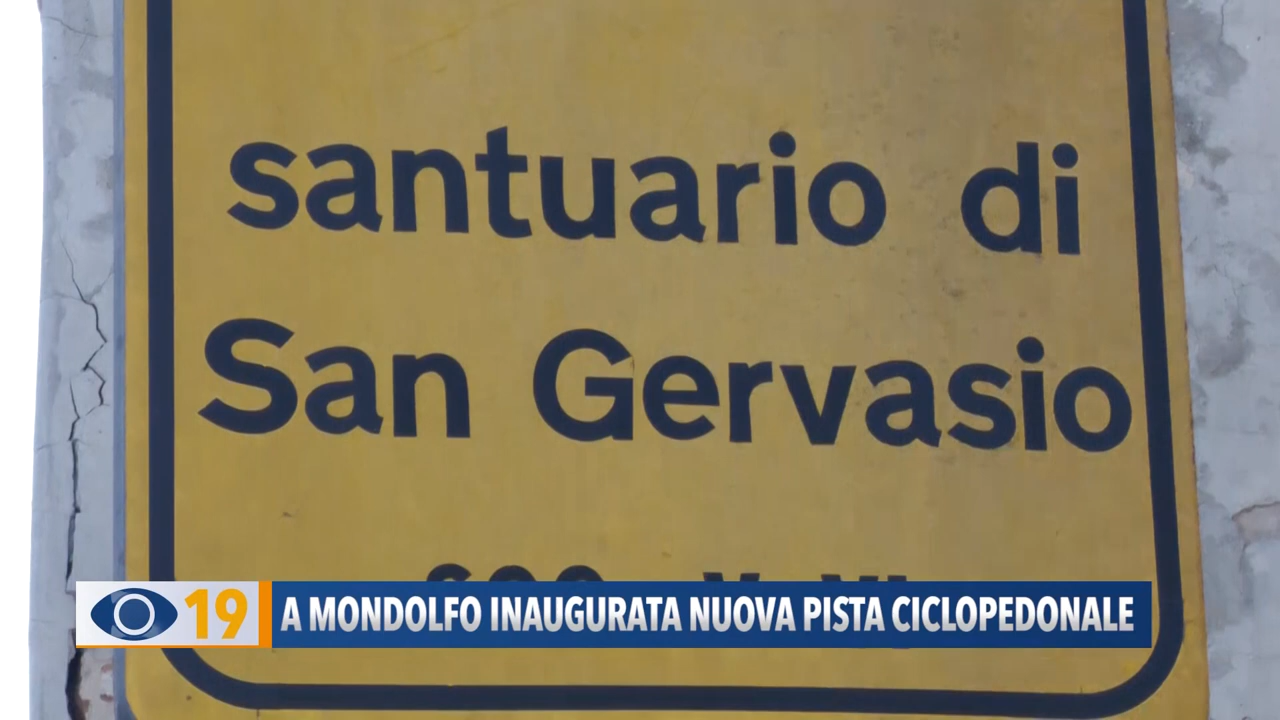 santuario di
San Gervasio
19 A MONDOLFO INAUGURATA NUOVA PISTA CICLOPEDONALE